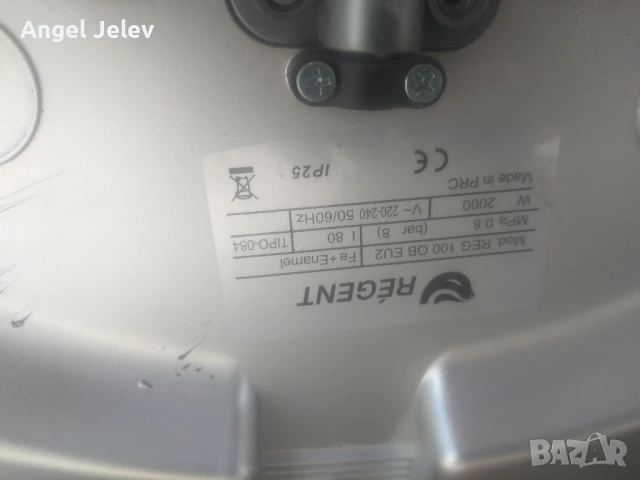 Angel Jelev
RÉGENT
Mod. REG 100 QB EU2 Fe+Enamel
MPa 0.8 (bar 8) l 80 TIPO-084
W 2000 V~ 220-240 50/60Hz
Made in PRC
CE IP25
BAZAR